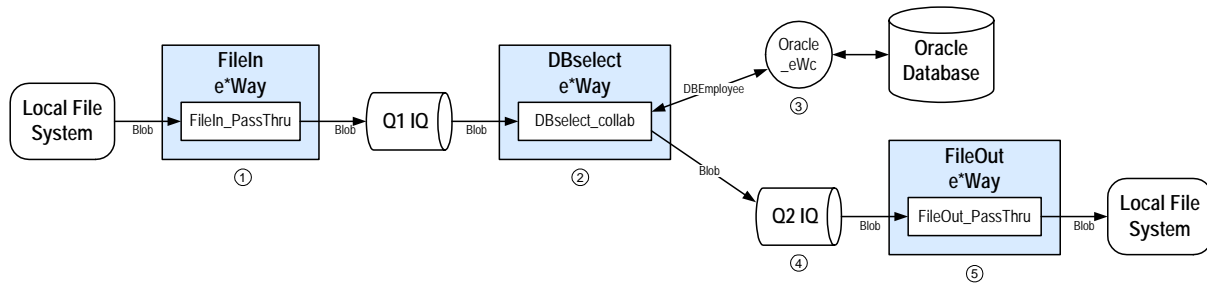 FileIn
e*Way
FileIn_PassThru
①
Local File
System
Blob
Blob
Q1 IQ
Blob
DBselect
e*Way
DBselect_collab
②
DBEmployee
Oracle
_eWc
③
Oracle
Database
Blob
Q2 IQ
④
Blob
FileOut
e*Way
FileOut_PassThru
⑤
Blob
Local File
System